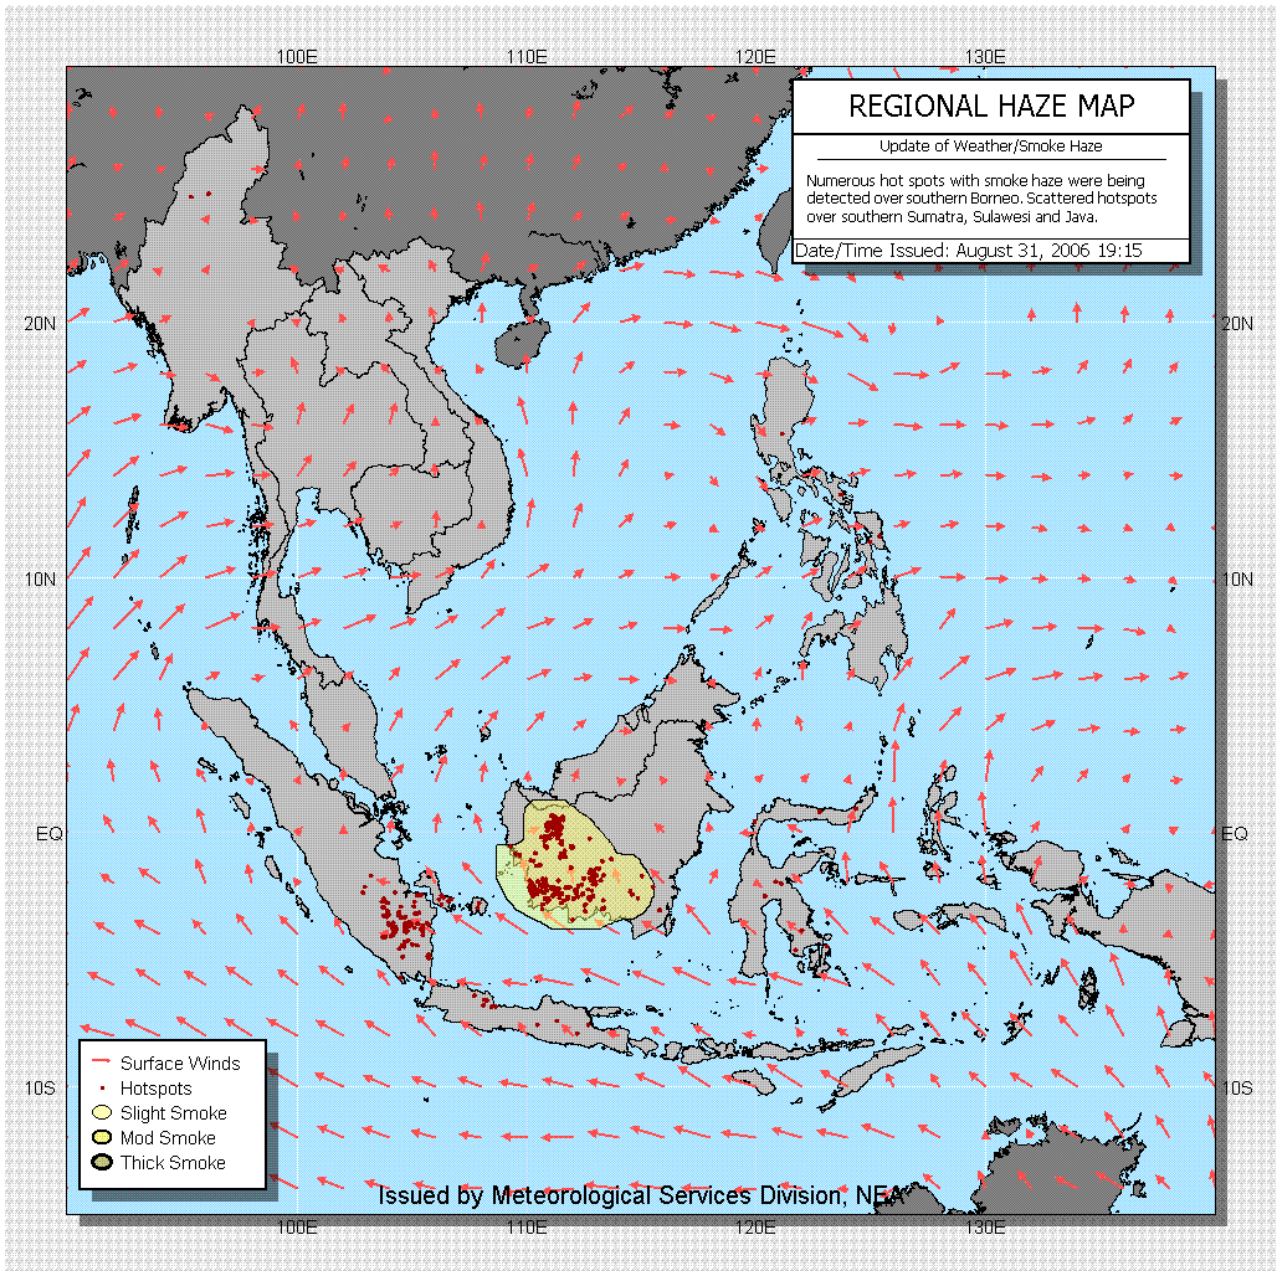 100E 110E 120E 130E
REGIONAL HAZE MAP
Update of Weather/Smoke Haze
Numerous hot spots with smoke haze were being
detected over southern Borneo. Scattered hotspots
over southern Sumatra, Sulawesi and Java.
Date/Time Issued: August 31, 2006 19:15
20N 20N
10N 10N
EQ EQ
Surface Winds
Hotspots
10S 10S
Slight Smoke
Mod Smoke
Thick Smoke
Issued by Meteorological Services Division, NEA
100E 110E 120E 130E